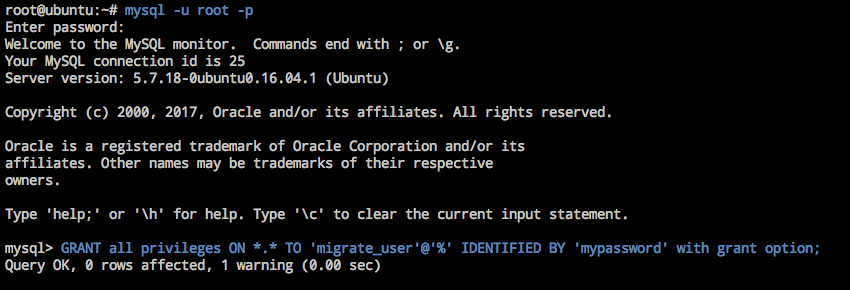 root@ubuntu:~# mysql -u root -p
Enter password:
Welcome to the MySQL monitor.  Commands end with ; or \g.
Your MySQL connection id is 25
Server version: 5.7.18-0ubuntu0.16.04.1 (Ubuntu)
Copyright (c) 2000, 2017, Oracle and/or its affiliates. All rights reserved.
Oracle is a registered trademark of Oracle Corporation and/or its
affiliates. Other names may be trademarks of their respective
owners.
Type 'help;' or '\h' for help. Type '\c' to clear the current input statement.
mysql> GRANT all privileges ON *.* TO 'migrate_user'@'%' IDENTIFIED BY 'mypassword' with grant option;
Query OK, 0 rows affected, 1 warning (0.00 sec)